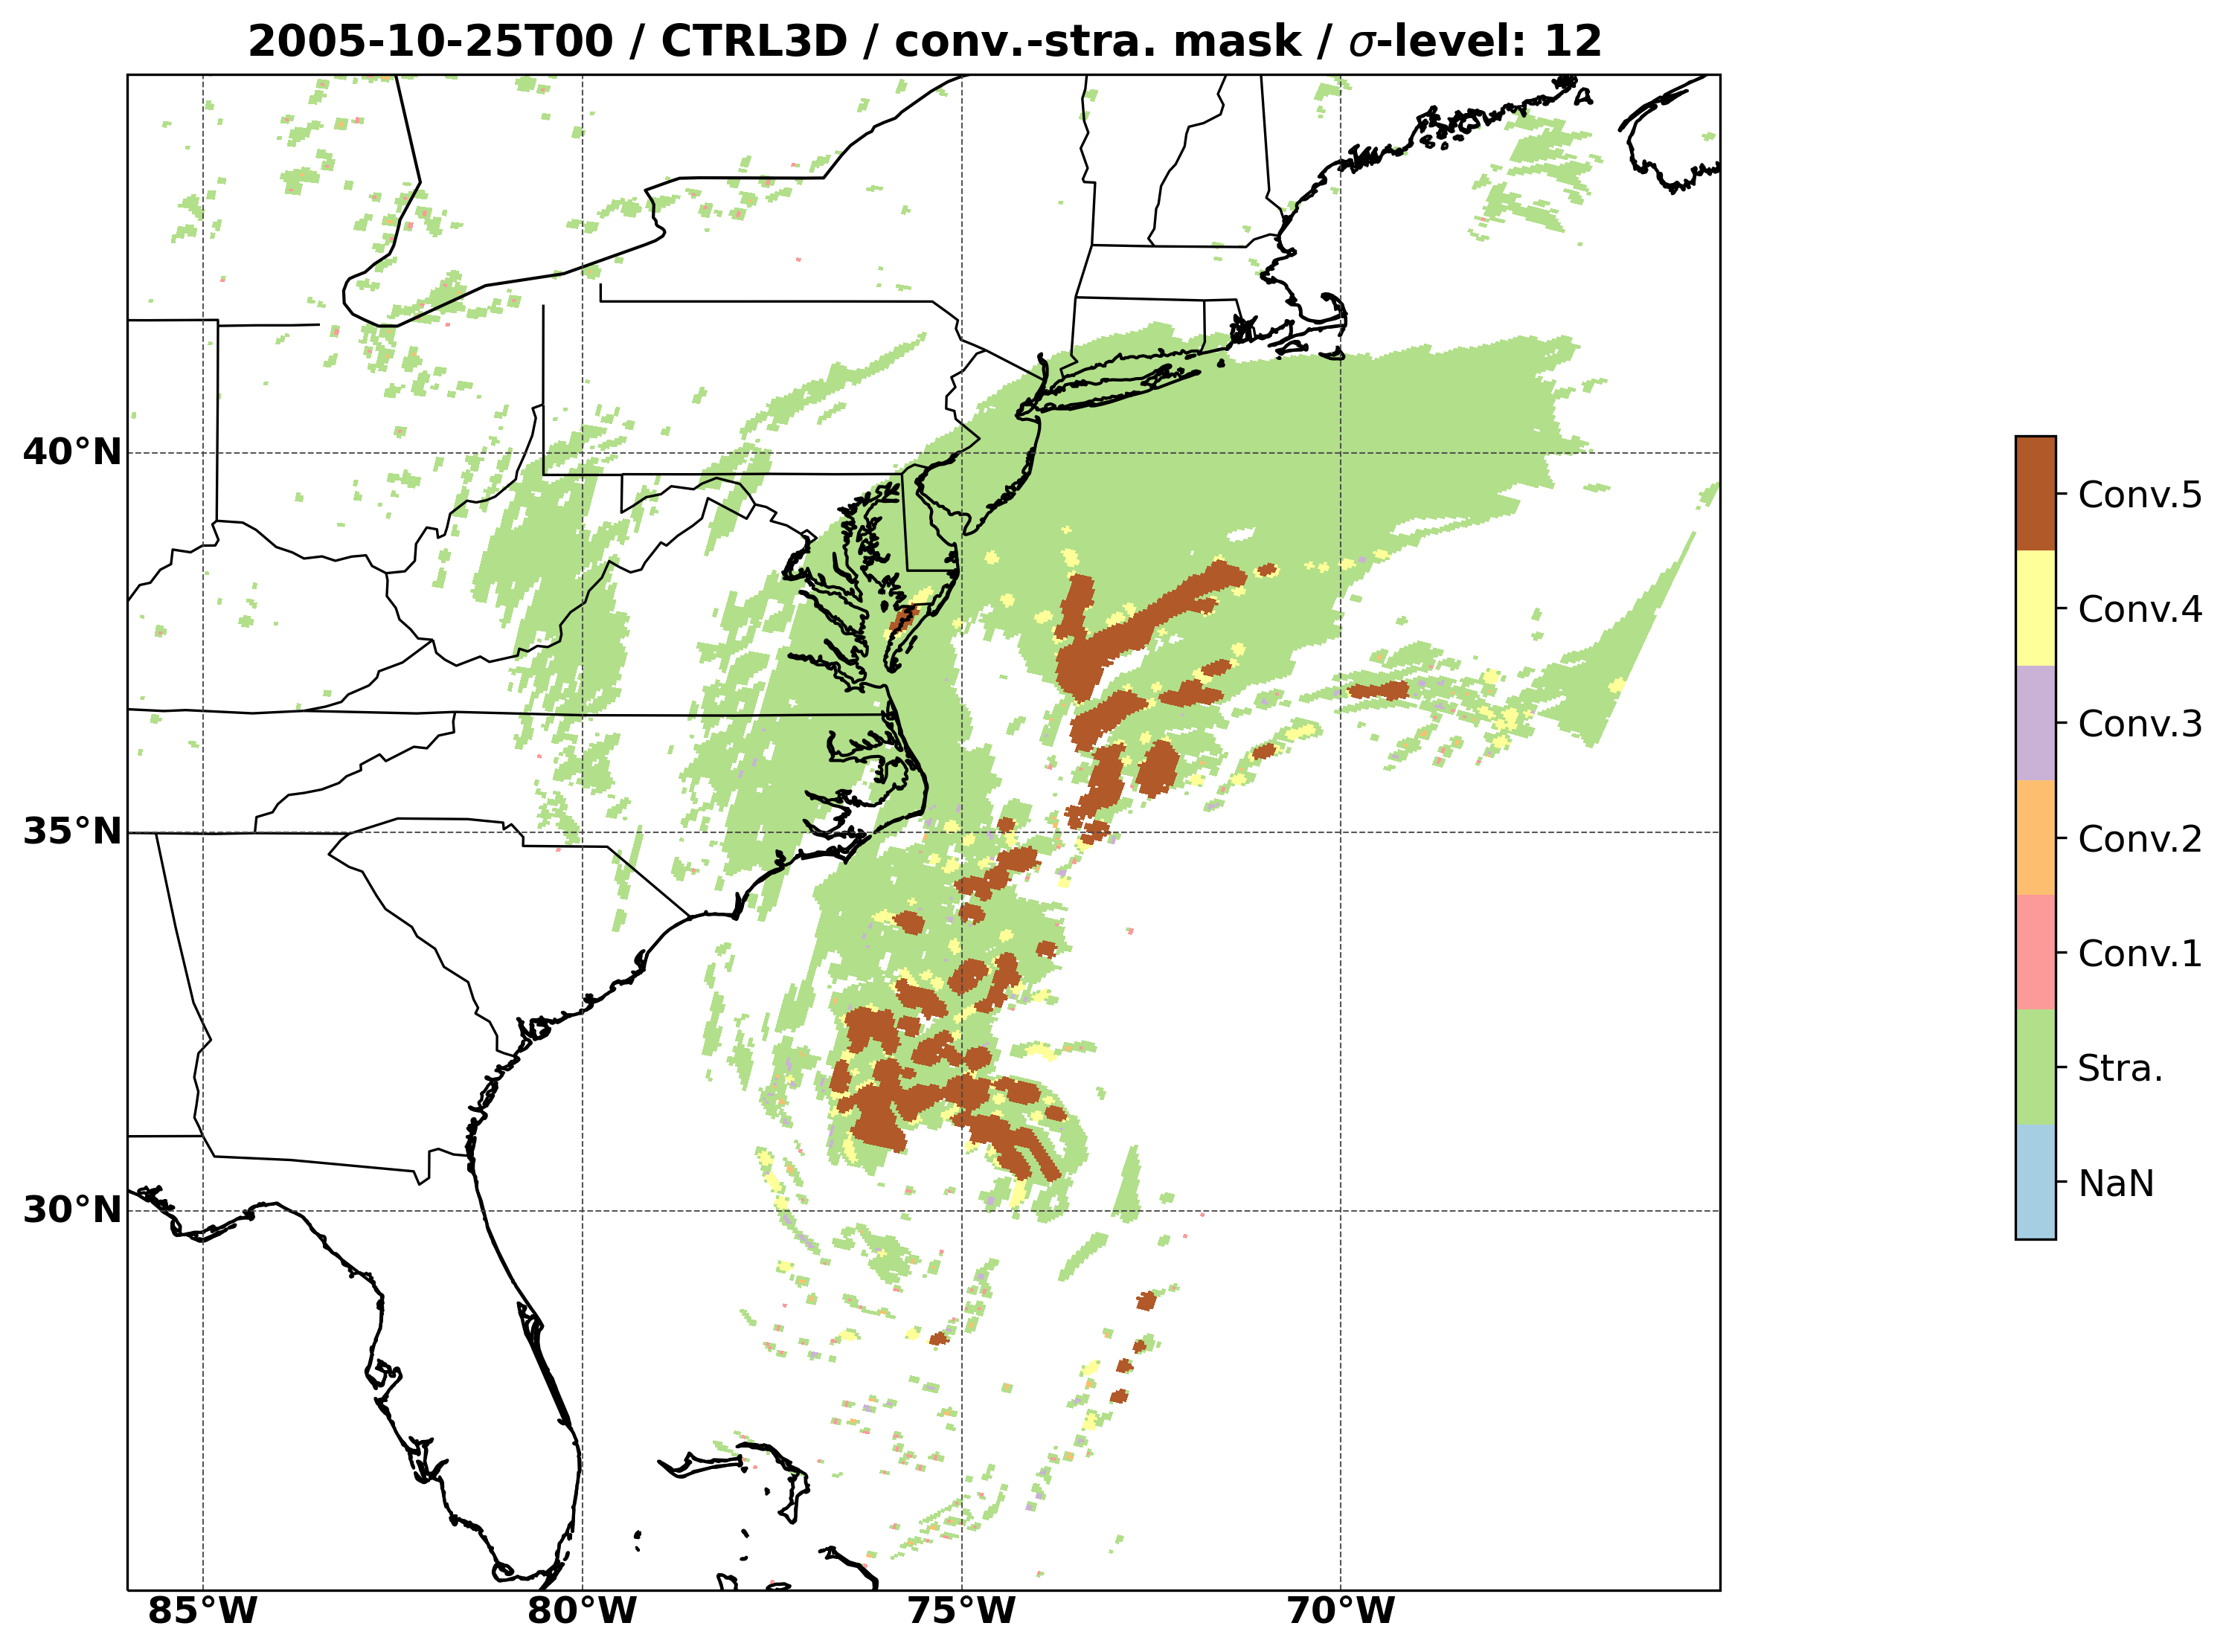 2005-10-25T00 / CTRL3D / conv.-stra. mask / σ-level: 12
40°N
35°N
30°N
85°W
80°W
75°W
70°W
Conv.5
Conv.4
Conv.3
Conv.2
Conv.1
Stra.
NaN